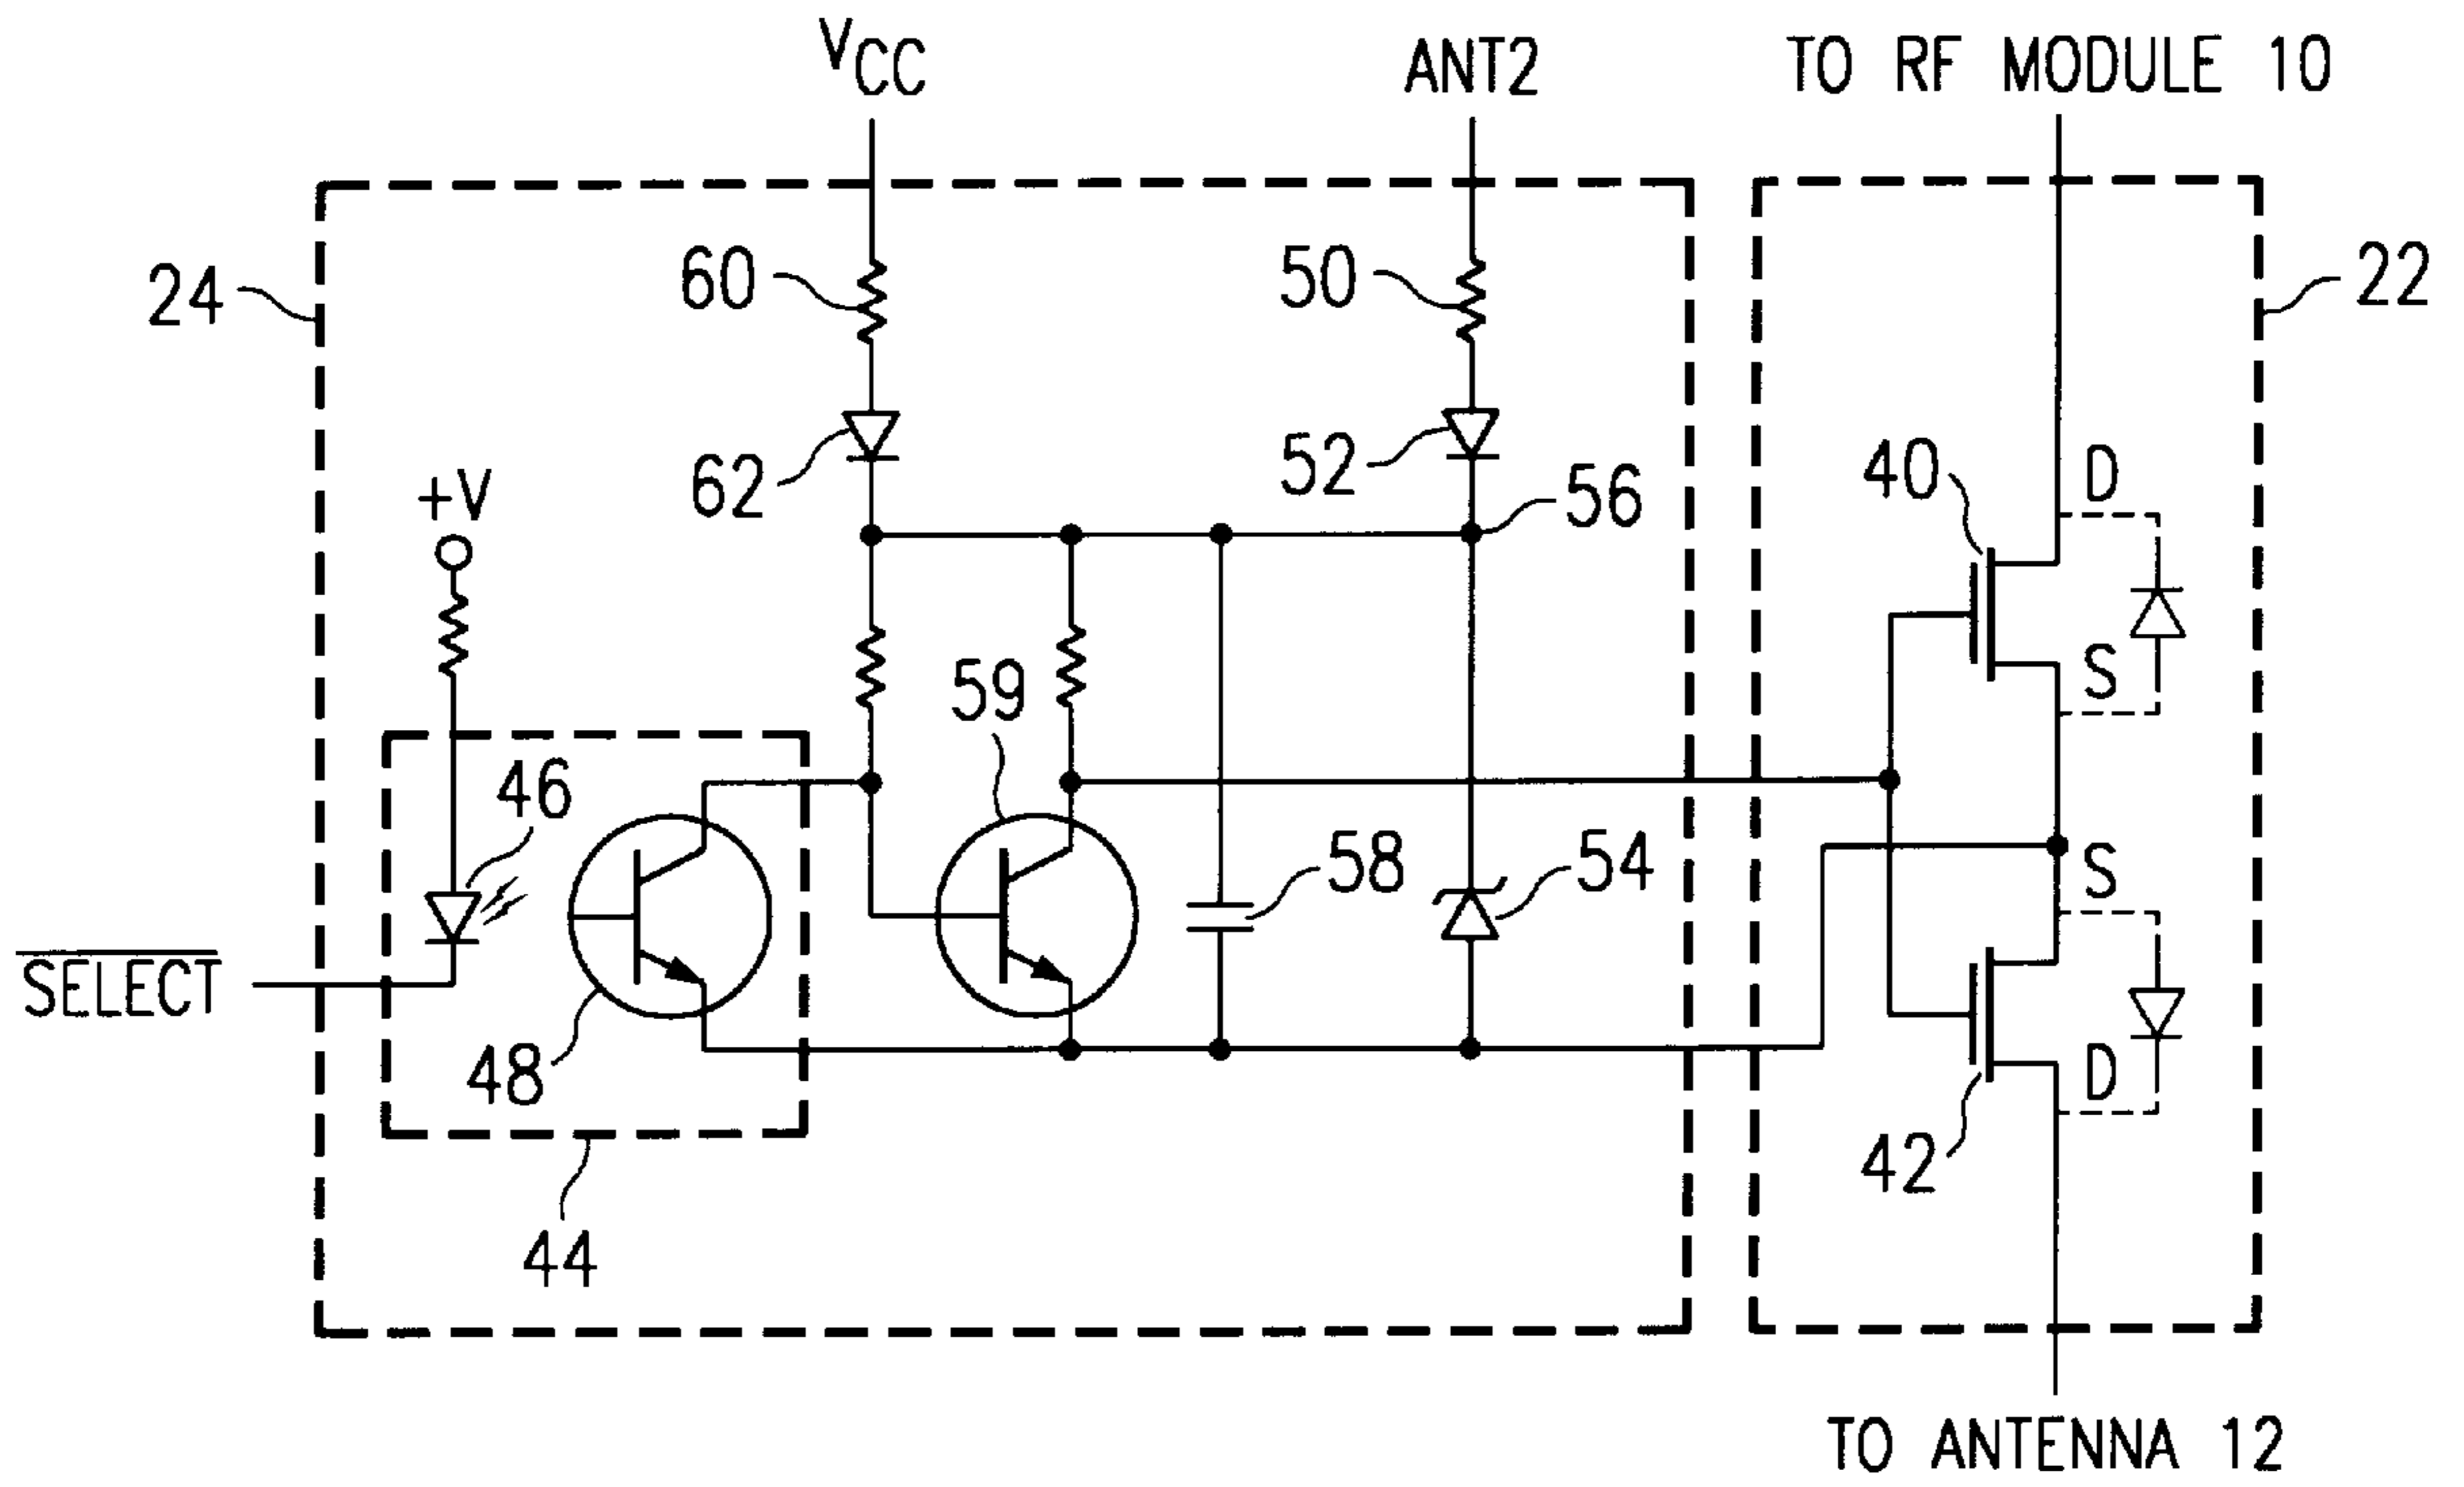 VCC
ANT2
TO RF MODULE 10
24
60
50
22
62
52
56
40
D
+V
S
59
46
58
54
S
SELECT
48
D
42
44
TO ANTENNA 12